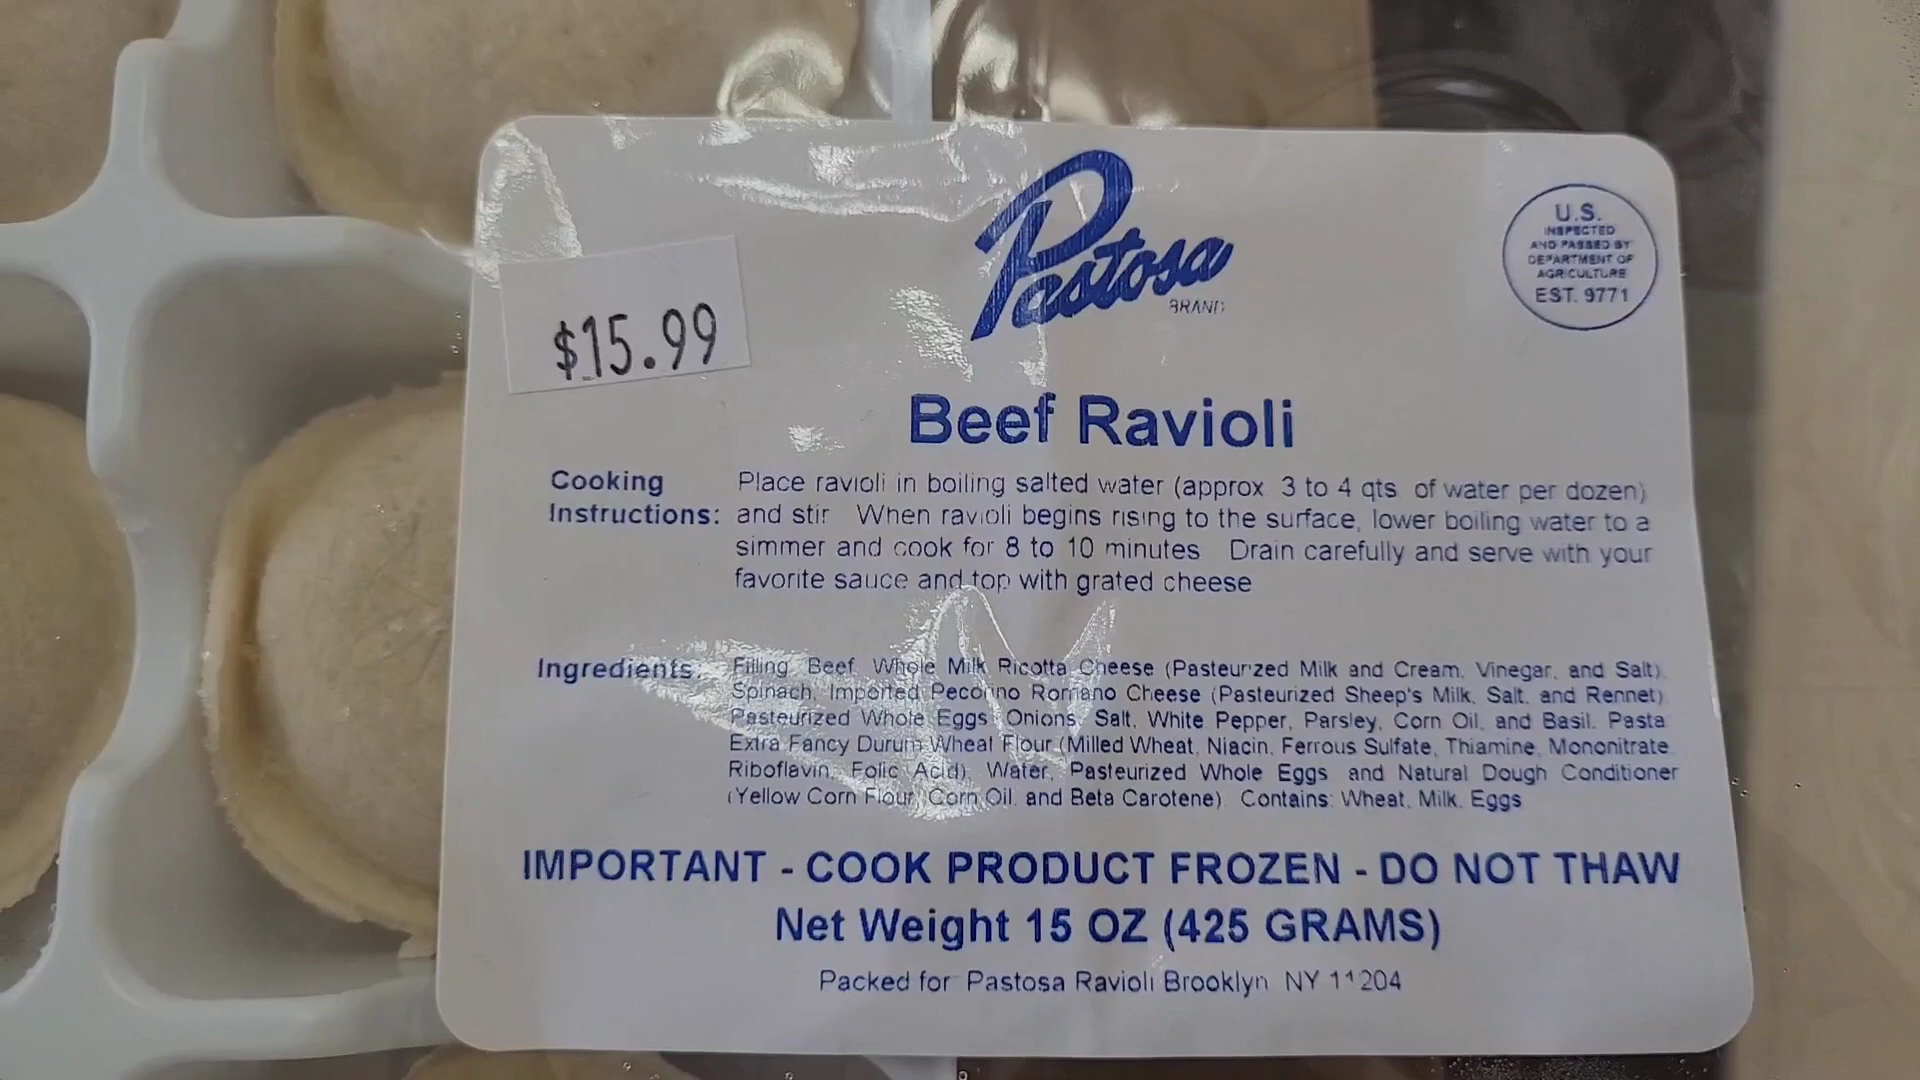 Pastosa
BRAND
U.S.
INSPECTED
AND PASSED BY
DEPARTMENT OF
AGRICULTURE
EST. 9771
$15.99
Beef Ravioli
Cooking Instructions:
Place ravioli in boiling salted water (approx. 3 to 4 qts. of water per dozen)
and stir. When ravioli begins rising to the surface, lower boiling water to a
simmer and cook for 8 to 10 minutes. Drain carefully and serve with your
favorite sauce and top with grated cheese
Ingredients: Filling: Beef, Whole Milk Ricotta Cheese (Pasteurized Milk and Cream, Vinegar, and Salt),
Spinach, Imported Pecorino Romano Cheese (Pasteurized Sheep's Milk, Salt, and Rennet),
Pasteurized Whole Eggs, Onions, Salt, White Pepper, Parsley, Corn Oil, and Basil. Pasta:
Extra Fancy Durum Wheat Flour (Milled Wheat, Niacin, Ferrous Sulfate, Thiamine, Mononitrate,
Riboflavin, Folic Acid), Water, Pasteurized Whole Eggs and Natural Dough Conditioner
(Yellow Corn Flour, Corn Oil, and Beta Carotene). Contains: Wheat, Milk, Eggs
IMPORTANT - COOK PRODUCT FROZEN - DO NOT THAW
Net Weight 15 OZ (425 GRAMS)
Packed for Pastosa Ravioli Brooklyn NY 11204